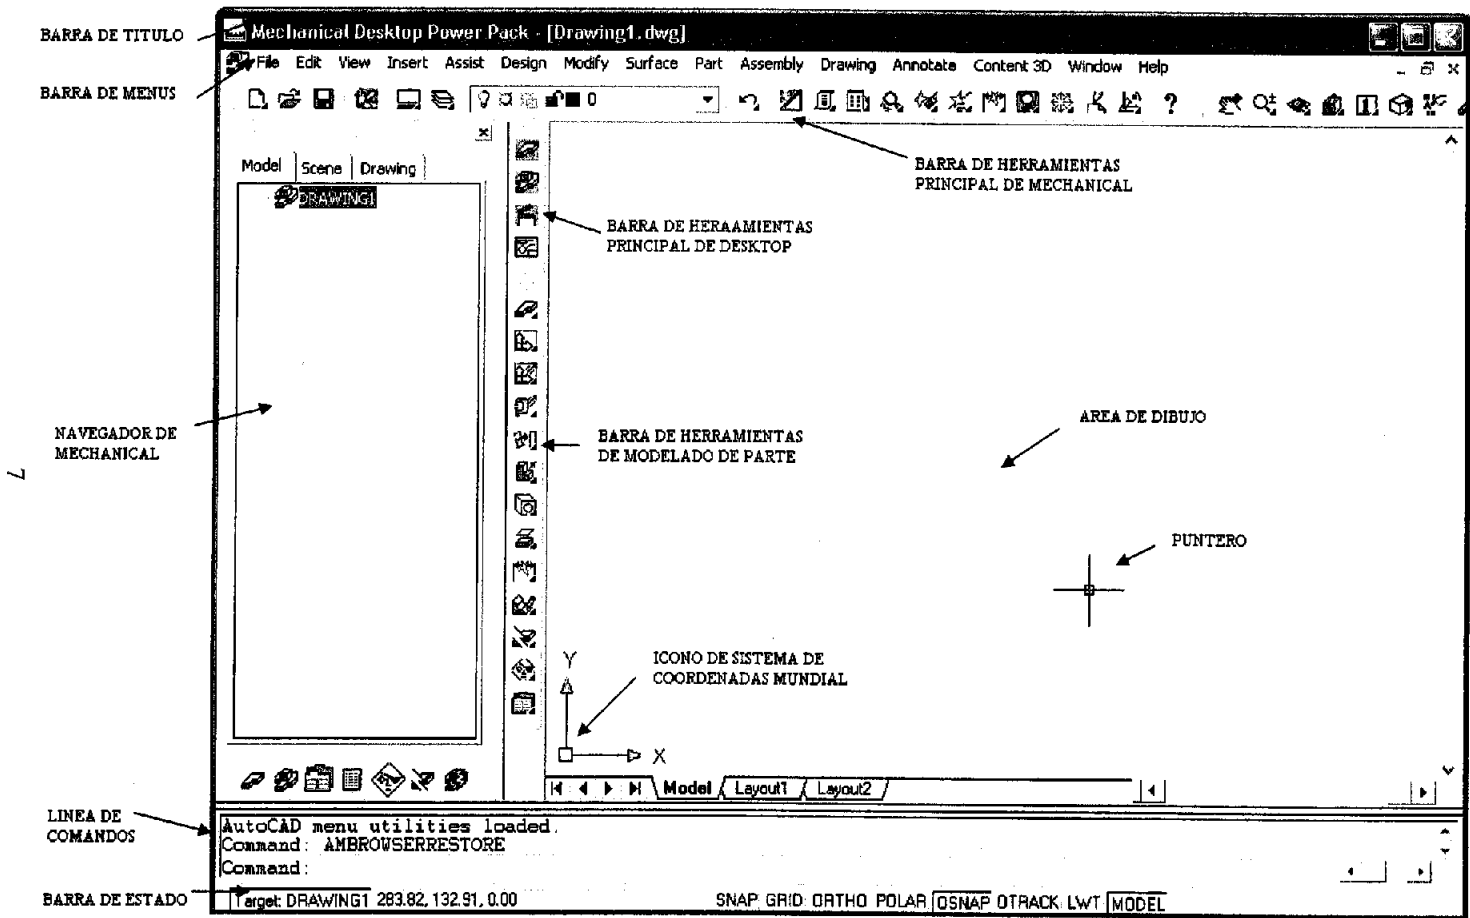 BARRA DE TITULO
Mechanical Desktop Power Pack - [Drawing1.dwg]
File Edit View Insert Assist Design Modify Surface Part Assembly Drawing Annotate Content 3D Window Help
BARRA DE MENUS
0
?
Model Scene Drawing
BARRA DE HERRAMIENTAS
PRINCIPAL DE MECHANICAL
DRAWING1
BARRA DE HERAAMIENTAS
PRINCIPAL DE DESKTOP
AREA DE DIBUJO
NAVEGADOR DE
MECHANICAL
BARRA DE HERRAMIENTAS
DE MODELADO DE PARTE
7
PUNTERO
ICONO DE SISTEMA DE
COORDENADAS MUNDIAL
Y
X
Model Layout1 Layout2
LINEA DE
COMANDOS
AutoCAD menu utilities loaded.
Command: AMBROWSERRESTORE
Command:
BARRA DE ESTADO
Target: DRAWING1 283.82, 132.91, 0.00 SNAP GRID ORTHO POLAR OSNAP OTRACK LWT MODEL